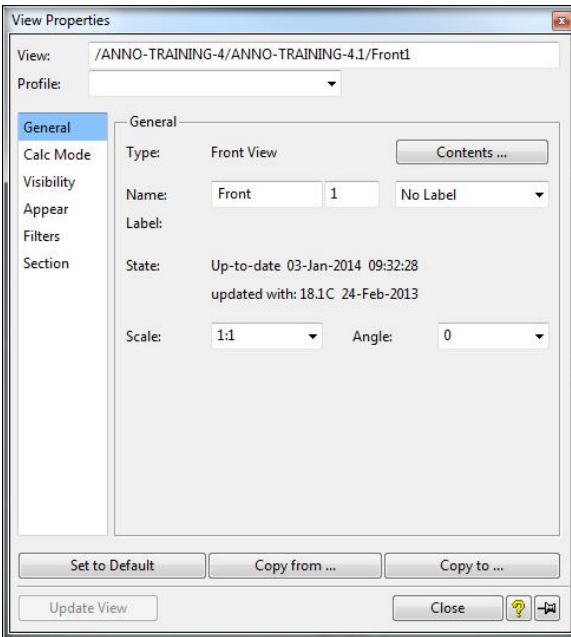 View Properties
View: /ANNO-TRAINING-4/ANNO-TRAINING-4.1/Front1
Profile:
General
Calc Mode
Visibility
Appear
Filters
Section
General
Type: Front View Contents ...
Name: Front 1 No Label
Label:
State: Up-to-date 03-Jan-2014 09:32:28
updated with: 18.1C 24-Feb-2013
Scale: 1:1 Angle: 0
Set to Default Copy from ... Copy to ...
Update View Close ?